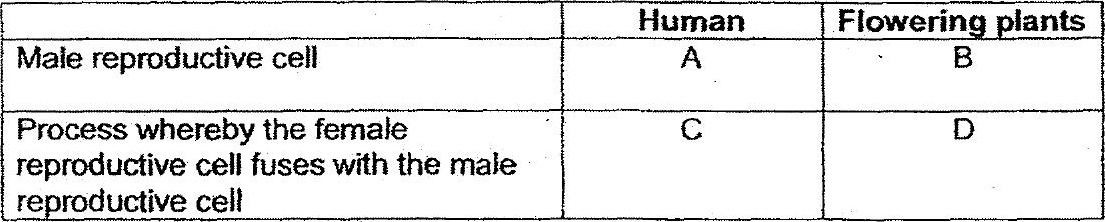 Human Flowering plants
Male reproductive cell A B
Process whereby the female C D
reproductive cell fuses with the male
reproductive cell